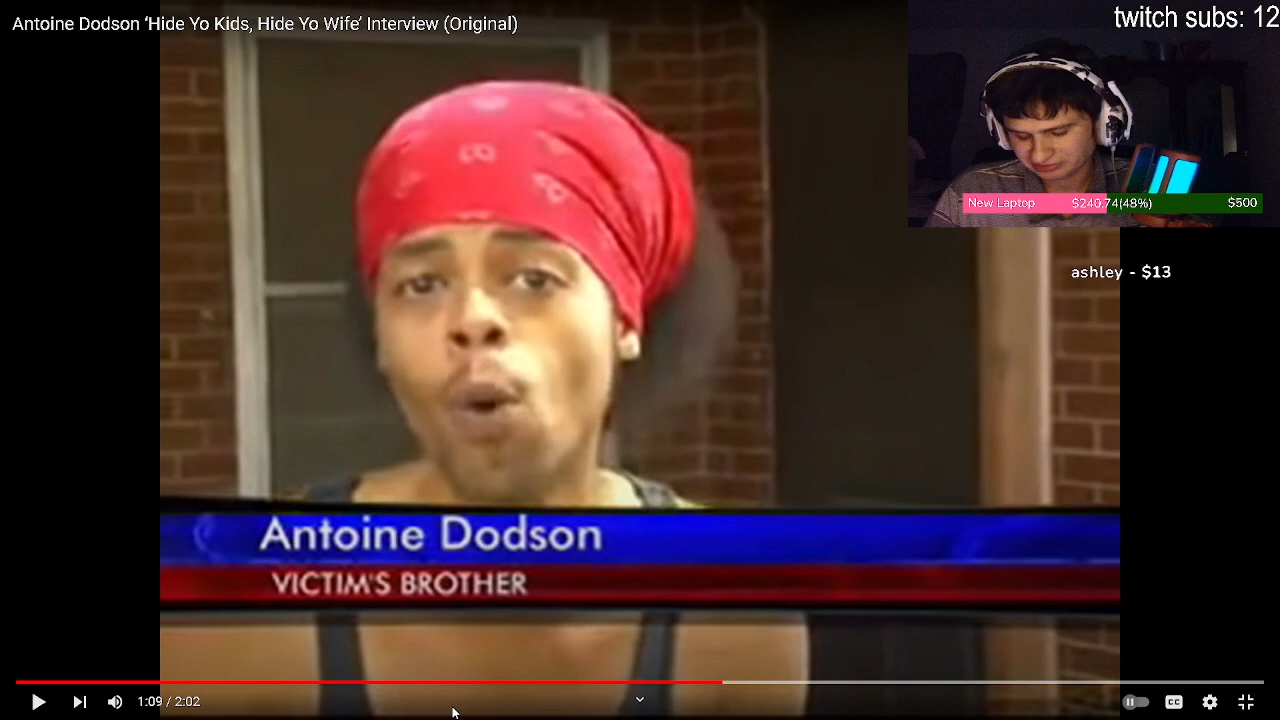 Antoine Dodson ‘Hide Yo Kids, Hide Yo Wife’ Interview (Original)
twitch subs: 12
New Laptop $240.74(48%) $500
ashley - $13
Antoine Dodson
VICTIM'S BROTHER
1:09 / 2:02
CC